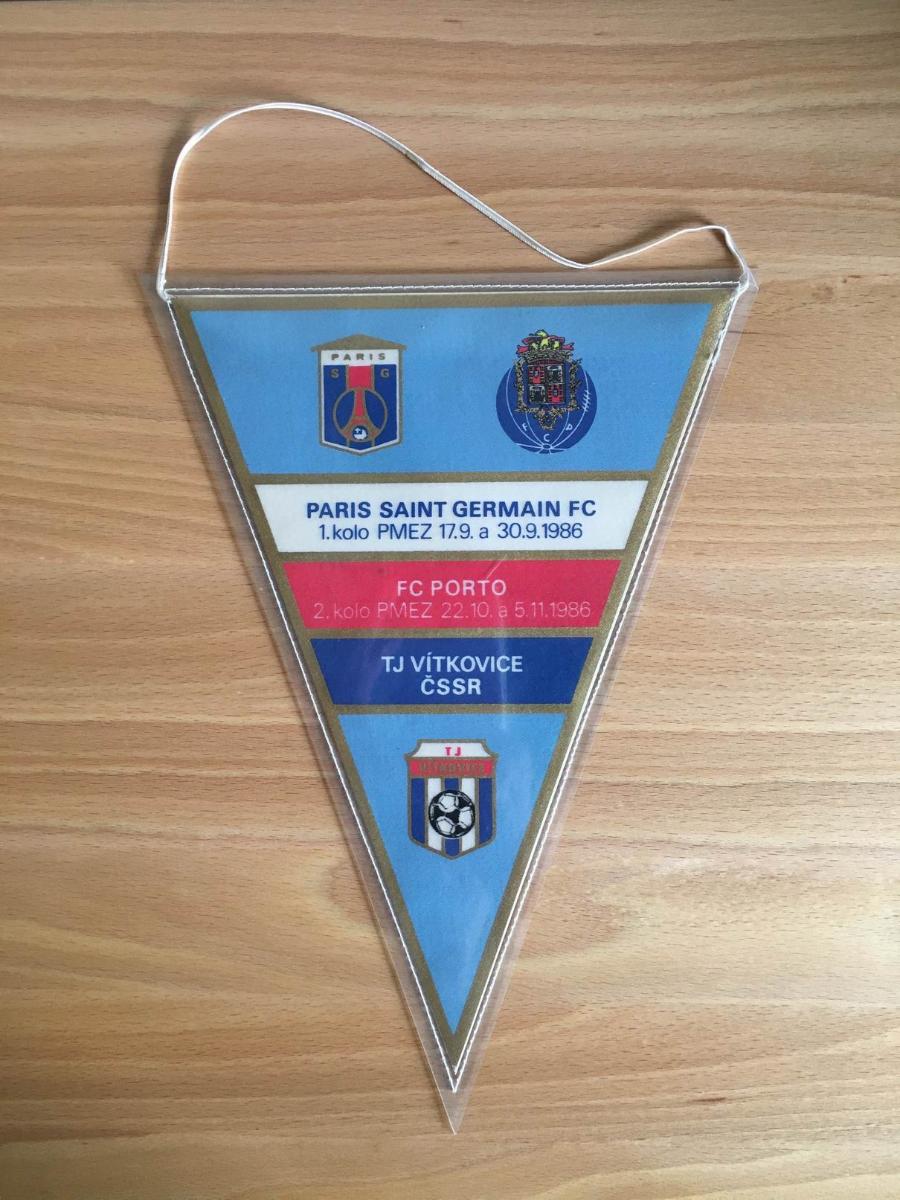 PARIS
S G
F C P
PARIS SAINT GERMAIN FC
1. kolo PMEZ 17.9. a 30.9.1986
FC PORTO
2. kolo PMEZ 22.10. a 5.11.1986
TJ VÍTKOVICE
ČSSR
TJ
VÍTKOVICE